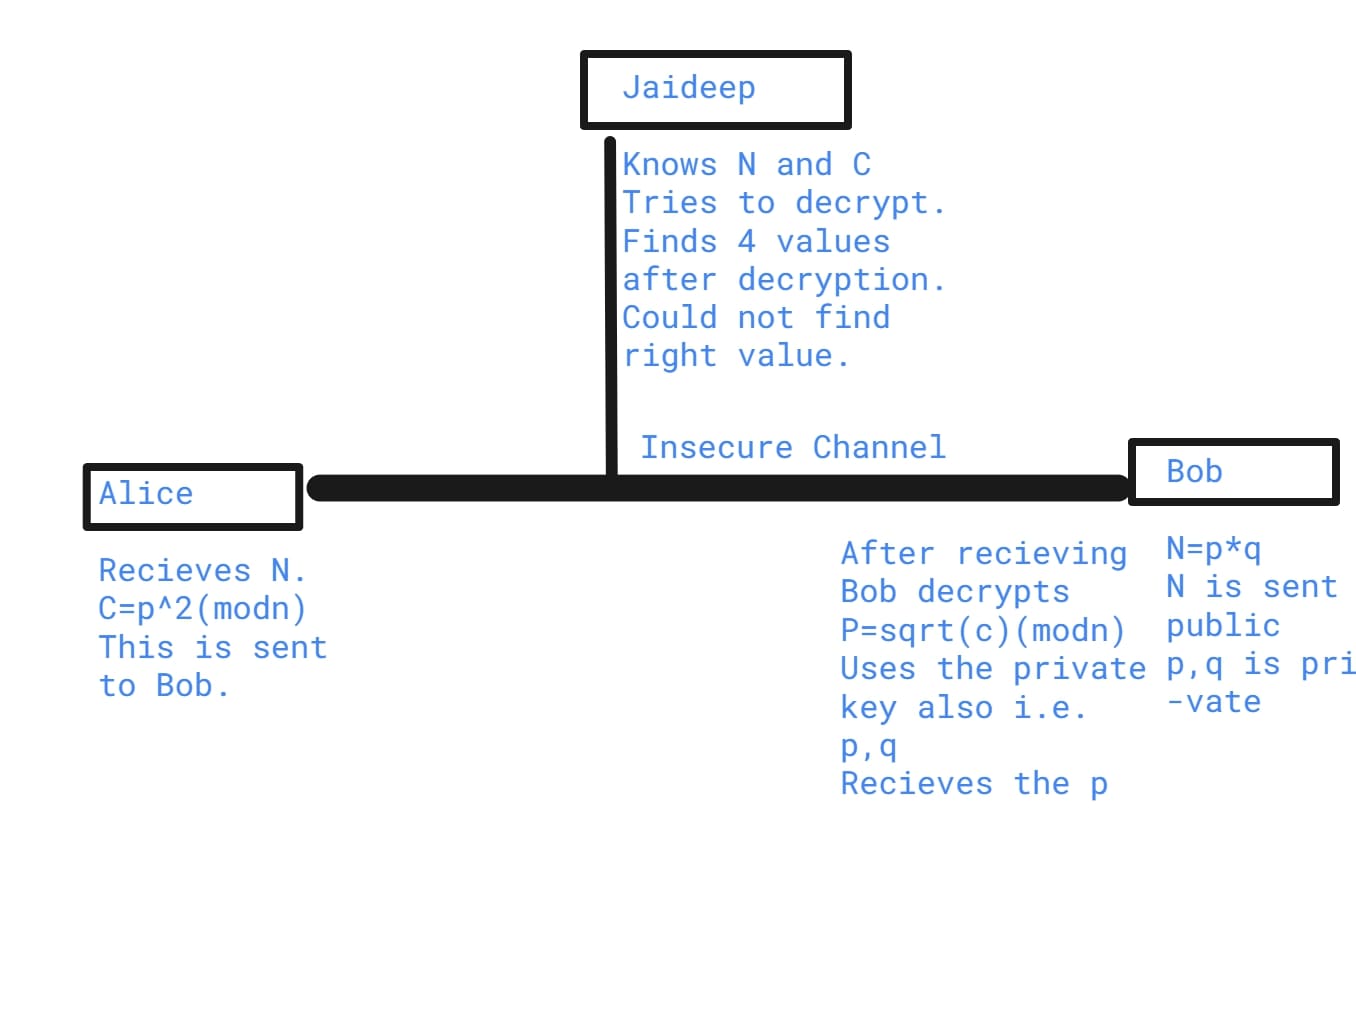 Jaideep
Knows N and C
Tries to decrypt.
Finds 4 values
after decryption.
Could not find
right value.
Insecure Channel
Alice
Recieves N.
C=p^2(modn)
This is sent
to Bob.
Bob
After recieving
Bob decrypts
P=sqrt(c)(modn)
Uses the private
key also i.e.
p,q
Recieves the p
N=p*q
N is sent
public
p,q is pri
-vate